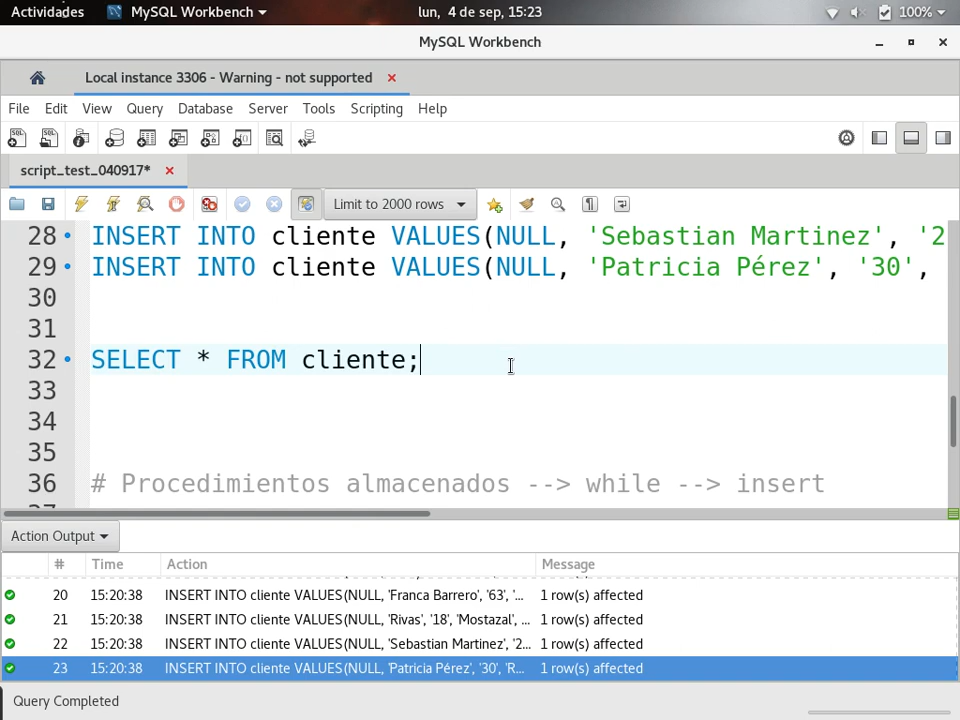 Actividades MySQL Workbench lun, 4 de sep, 15:23 100%
MySQL Workbench
Local instance 3306 - Warning - not supported
File Edit View Query Database Server Tools Scripting Help
script_test_040917*
Limit to 2000 rows
28 INSERT INTO cliente VALUES(NULL, 'Sebastian Martinez', '2
29 INSERT INTO cliente VALUES(NULL, 'Patricia Pérez', '30',
30
31
32 SELECT * FROM cliente;
33
34
35
36 # Procedimientos almacenados --> while --> insert
Action Output
# Time Action Message
20 15:20:38 INSERT INTO cliente VALUES(NULL, 'Franca Barrero', '63', '... 1 row(s) affected
21 15:20:38 INSERT INTO cliente VALUES(NULL, 'Rivas', '18', 'Mostazal', ... 1 row(s) affected
22 15:20:38 INSERT INTO cliente VALUES(NULL, 'Sebastian Martinez', '2... 1 row(s) affected
23 15:20:38 INSERT INTO cliente VALUES(NULL, 'Patricia Pérez', '30', 'R... 1 row(s) affected
Query Completed